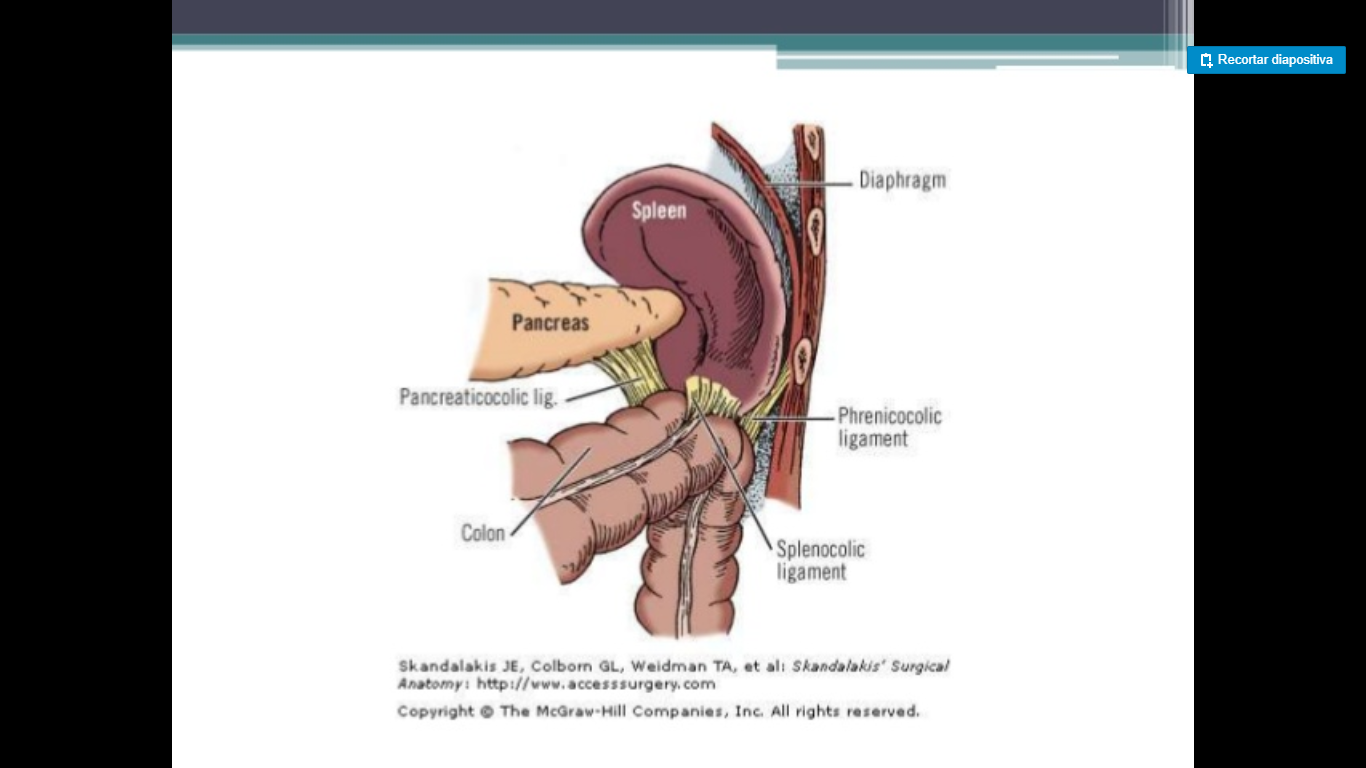 Recortar diapositiva
Diaphragm
Spleen
Pancreas
Pancreaticocolic lig.
Phrenicocolic
ligament
Colon
Splenocolic
ligament
Skandalakis JE, Colborn GL, Weidman TA, et al: Skandalakis' Surgical
Anatomy: http://www.accesssurgery.com
Copyright © The McGraw-Hill Companies, Inc. All rights reserved.